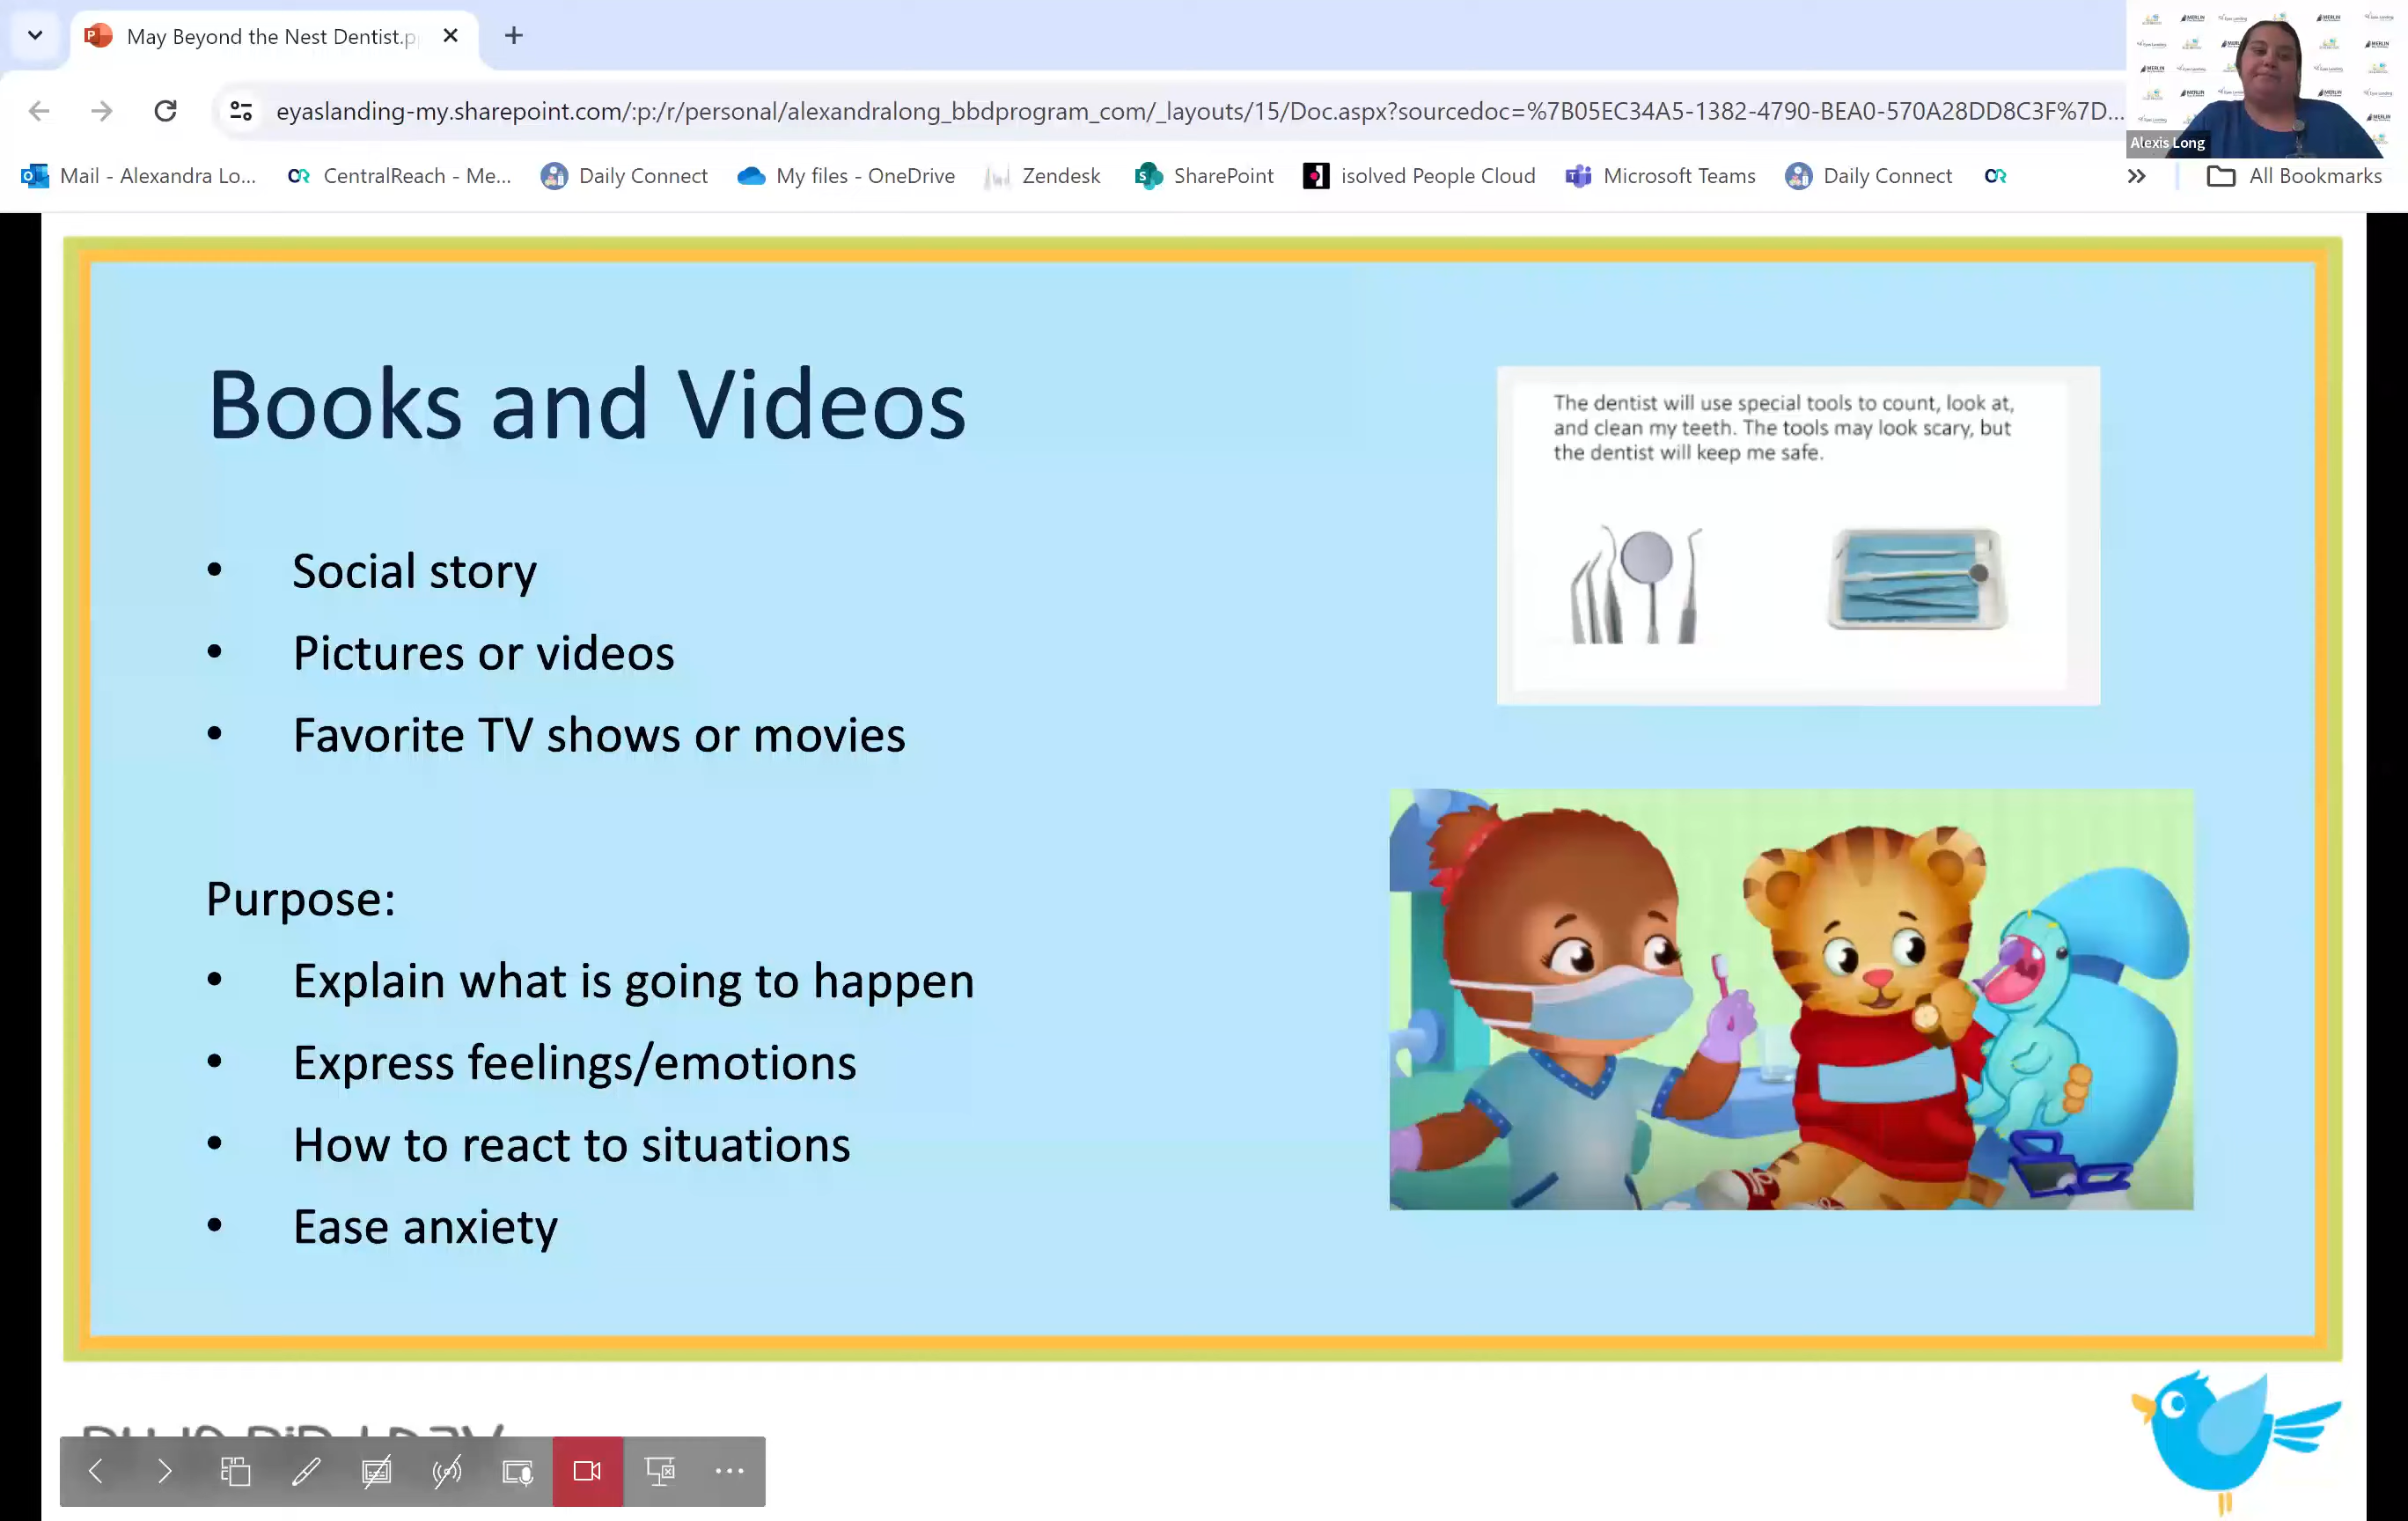 May Beyond the Nest Dentist.p
eyaslanding-my.sharepoint.com/:p:/r/personal/alexandralong_bbdprogram_com/_layouts/15/Doc.aspx?sourcedoc=%7B05EC34A5-1382-4790-BEA0-570A28DD8C3F%7D...
Alexis Long
Mail - Alexandra Lo... CentralReach - Me... Daily Connect My files - OneDrive Zendesk SharePoint isolved People Cloud Microsoft Teams Daily Connect All Bookmarks
Books and Videos
• Social story
• Pictures or videos
• Favorite TV shows or movies
Purpose:
• Explain what is going to happen
• Express feelings/emotions
• How to react to situations
• Ease anxiety
The dentist will use special tools to count, look at,
and clean my teeth. The tools may look scary, but
the dentist will keep me safe.